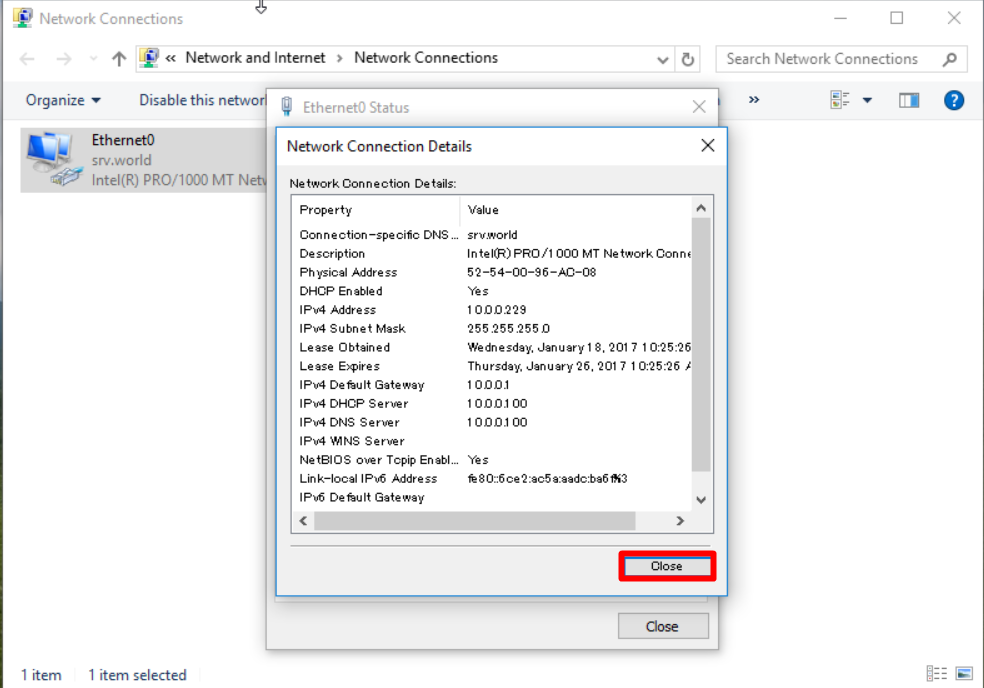 Network Connections
« Network and Internet › Network Connections
Search Network Connections
Organize
Disable this networ
»
?
Ethernet0
srv.world
Intel(R) PRO/1000 MT Netw
Ethernet0 Status
Network Connection Details
Network Connection Details:
Property Value
Connection-specific DNS... srv.world
Description Intel(R) PRO/1000 MT Network Conne
Physical Address 52-54-00-96-AC-08
DHCP Enabled Yes
IPv4 Address 10.0.0.229
IPv4 Subnet Mask 255.255.255.0
Lease Obtained Wednesday, January 18, 2017 10:25:26
Lease Expires Thursday, January 26, 2017 10:25:26 A
IPv4 Default Gateway 10.0.0.1
IPv4 DHCP Server 10.0.0.100
IPv4 DNS Server 10.0.0.100
IPv4 WINS Server
NetBIOS over Tcpip Enabl... Yes
Link-local IPv6 Address fe80::6ce2:ac5a:aadc:ba6f%3
IPv6 Default Gateway
Close
Close
1 item 1 item selected